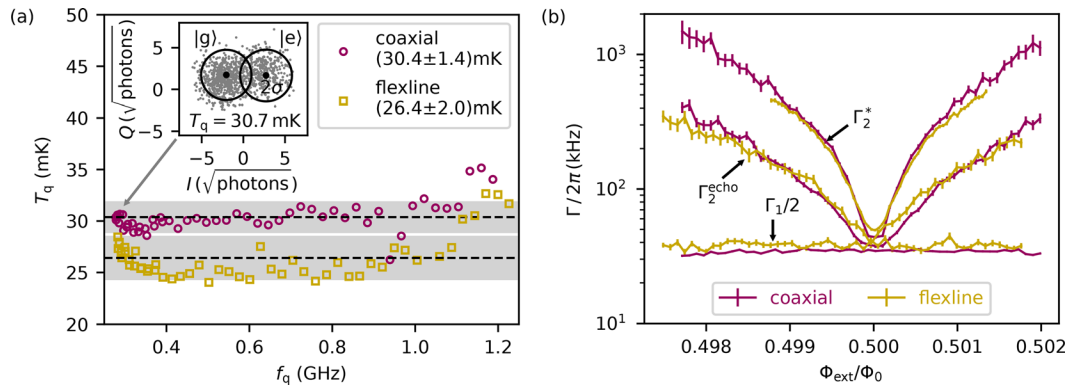 (a)
50
45
40
35
30
25
20
T_q (mK)
0.4
0.6
0.8
1.0
1.2
f_q (GHz)
Q (√photons)
5
0
−5
|g⟩
|e⟩
2σ
T_q = 30.7 mK
−5
0
5
I (√photons)
coaxial
(30.4±1.4)mK
flexline
(26.4±2.0)mK
(b)
Γ/2π (kHz)
10³
10²
10¹
Γ₂*
Γ₂^echo
Γ₁/2
coaxial
flexline
0.498
0.499
0.500
0.501
0.502
Φ_ext/Φ₀